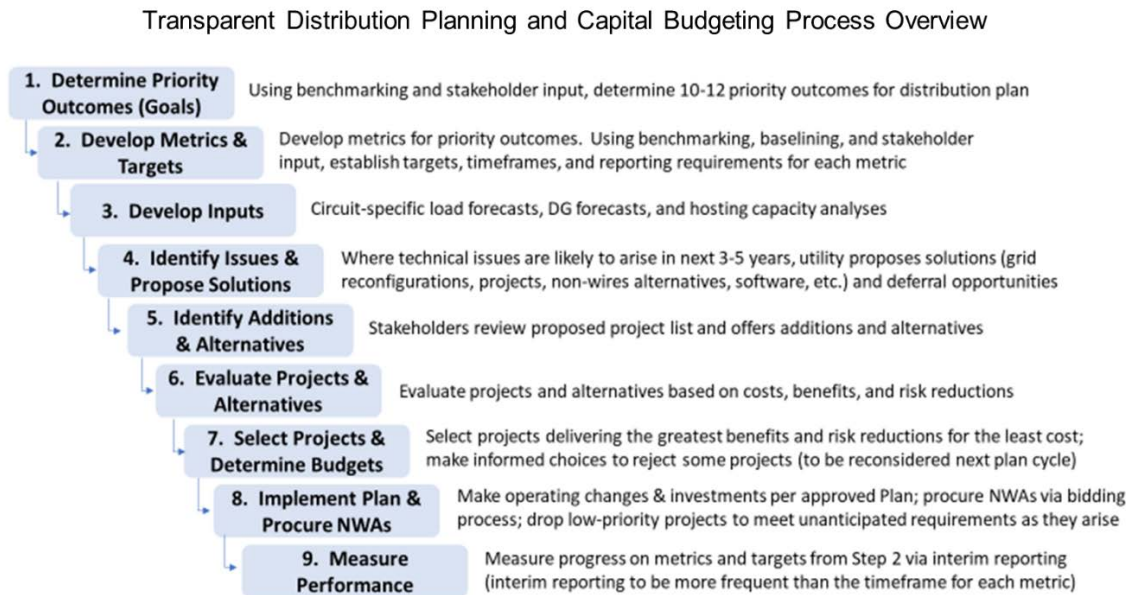 Transparent Distribution Planning and Capital Budgeting Process Overview
1. Determine Priority
Outcomes (Goals)
Using benchmarking and stakeholder input, determine 10-12 priority outcomes for distribution plan
2. Develop Metrics &
Targets
Develop metrics for priority outcomes. Using benchmarking, baselining, and stakeholder
input, establish targets, timeframes, and reporting requirements for each metric
3. Develop Inputs
Circuit-specific load forecasts, DG forecasts, and hosting capacity analyses
4. Identify Issues &
Propose Solutions
Where technical issues are likely to arise in next 3-5 years, utility proposes solutions (grid
reconfigurations, projects, non-wires alternatives, software, etc.) and deferral opportunities
5. Identify Additions
& Alternatives
Stakeholders review proposed project list and offers additions and alternatives
6. Evaluate Projects &
Alternatives
Evaluate projects and alternatives based on costs, benefits, and risk reductions
7. Select Projects &
Determine Budgets
Select projects delivering the greatest benefits and risk reductions for the least cost;
make informed choices to reject some projects (to be reconsidered next plan cycle)
8. Implement Plan &
Procure NWAs
Make operating changes & investments per approved Plan; procure NWAs via bidding
process; drop low-priority projects to meet unanticipated requirements as they arise
9. Measure
Performance
Measure progress on metrics and targets from Step 2 via interim reporting
(interim reporting to be more frequent than the timeframe for each metric)